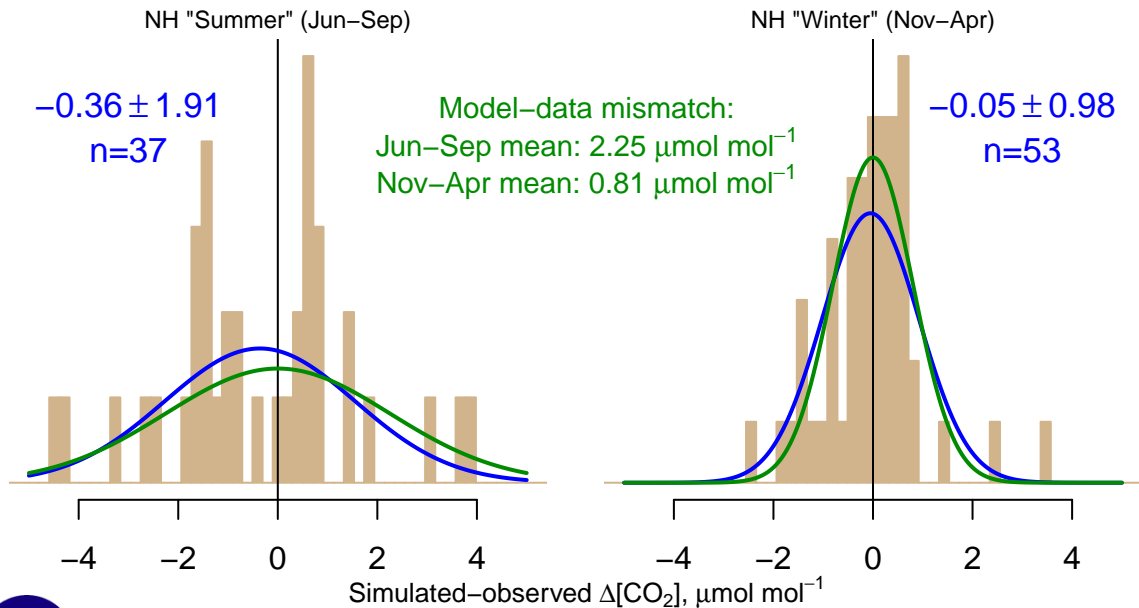 NH "Summer" (Jun−Sep)
NH "Winter" (Nov−Apr)
−0.36 ± 1.91
n=37
Model−data mismatch:
Jun−Sep mean: 2.25 μmol mol⁻¹
Nov−Apr mean: 0.81 μmol mol⁻¹
−0.05 ± 0.98
n=53
−4 −2 0 2 4
−4 −2 0 2 4
Simulated−observed Δ[CO₂], μmol mol⁻¹